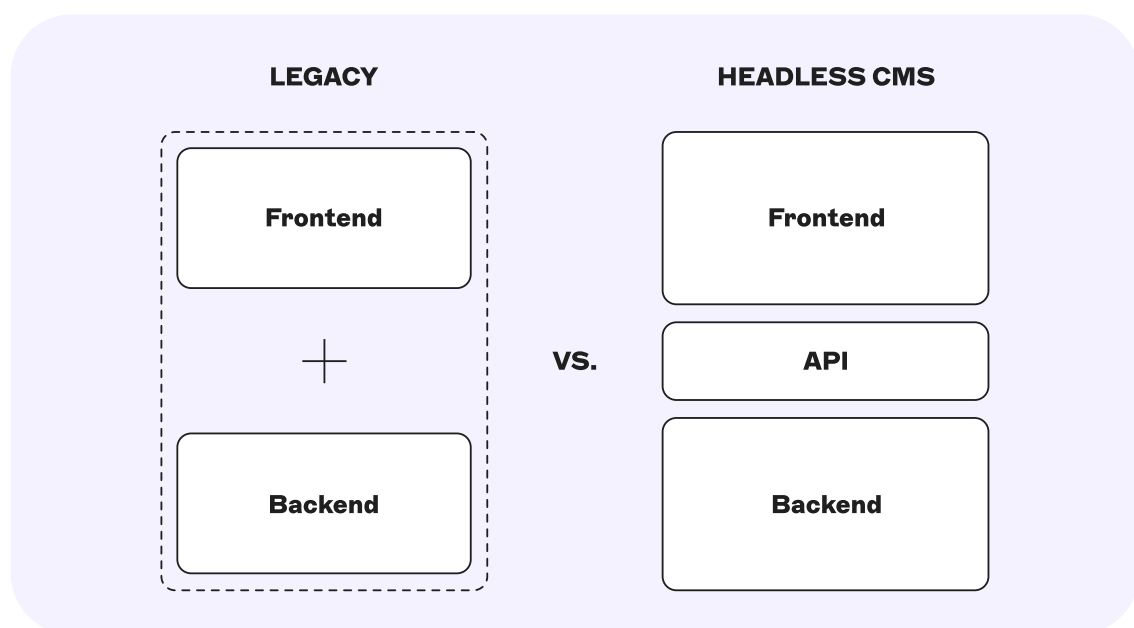 LEGACY
HEADLESS CMS
Frontend
Backend
VS.
Frontend
API
Backend